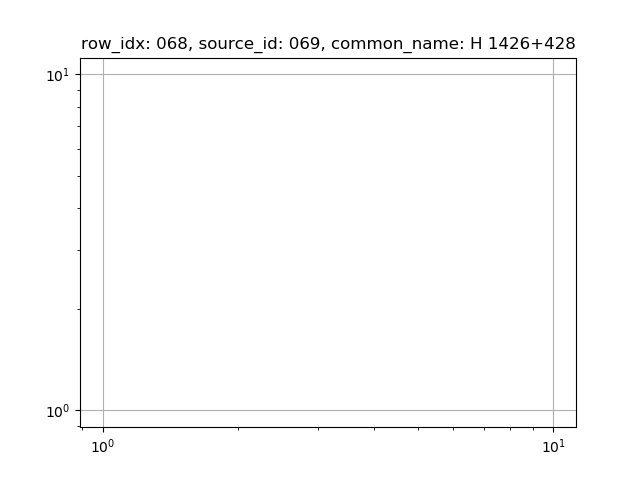 row_idx: 068, source_id: 069, common_name: H 1426+428
10¹
10⁰
10⁰
10¹